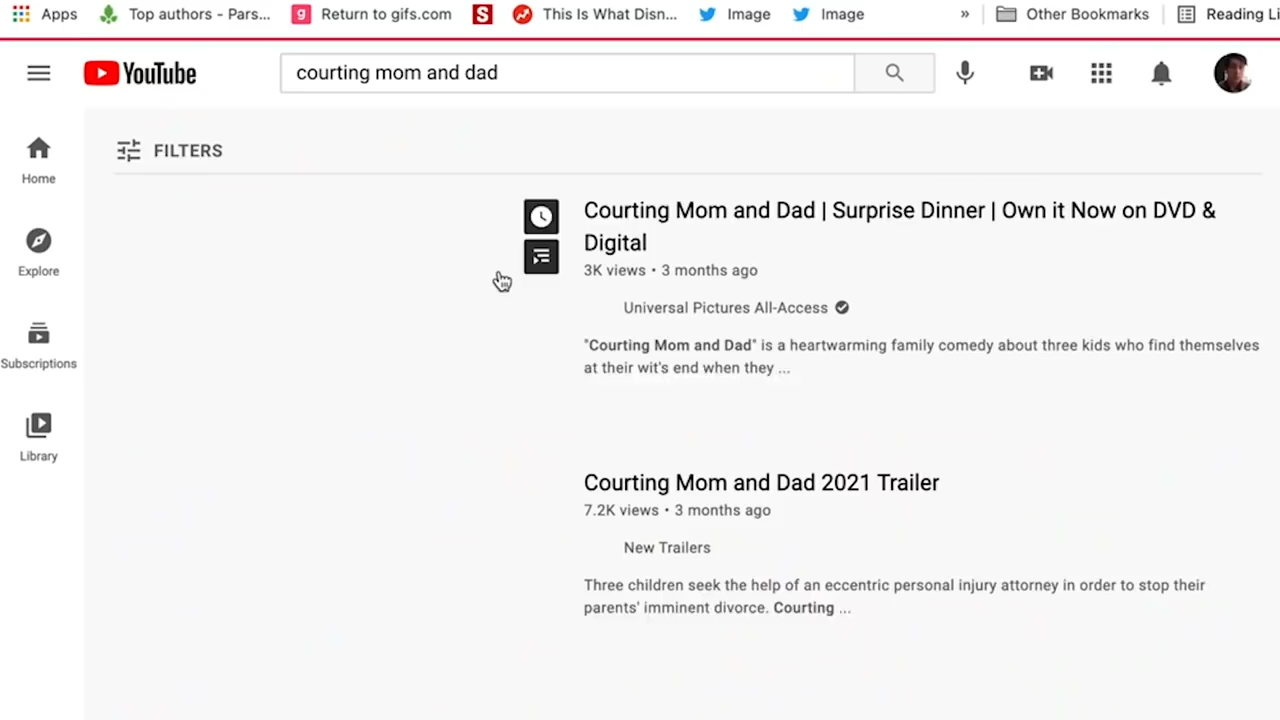 Apps Top authors - Pars... Return to gifs.com This Is What Disn... Image Image » Other Bookmarks Reading Li
YouTube courting mom and dad
FILTERS
Home
Explore
Subscriptions
Library
Courting Mom and Dad | Surprise Dinner | Own it Now on DVD &
Digital
3K views • 3 months ago
Universal Pictures All-Access
"Courting Mom and Dad" is a heartwarming family comedy about three kids who find themselves
at their wit's end when they ...
Courting Mom and Dad 2021 Trailer
7.2K views • 3 months ago
New Trailers
Three children seek the help of an eccentric personal injury attorney in order to stop their
parents' imminent divorce. Courting ...